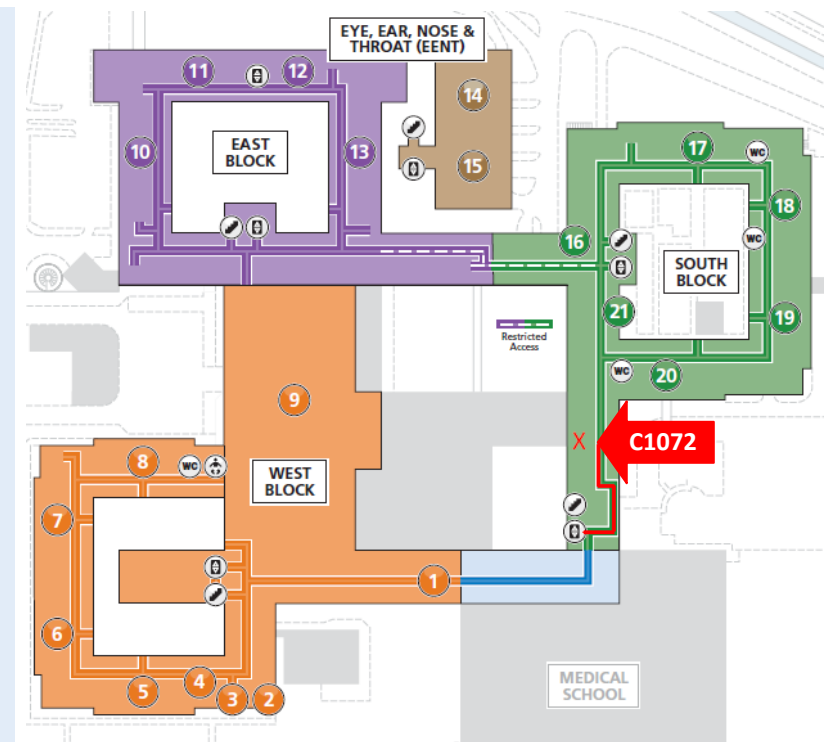 EYE, EAR, NOSE &
THROAT (EENT)
11
12
14
10
EAST
BLOCK
13
15
17
WC
18
16
WC
SOUTH
BLOCK
21
19
Restricted
Access
WC
20
9
X
C1072
8
WC
WEST
BLOCK
7
1
6
4
5
3
2
MEDICAL
SCHOOL